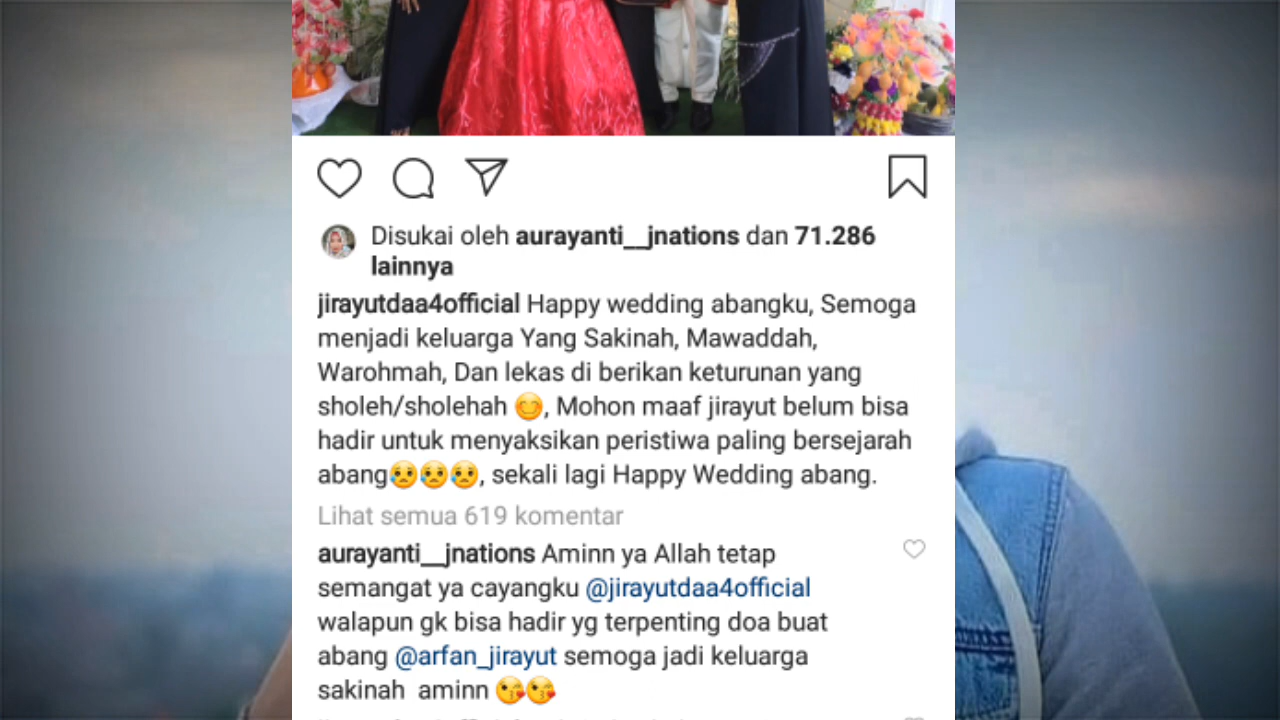 Disukai oleh aurayanti__jnations dan 71.286
lainnya
jirayutdaa4official Happy wedding abangku, Semoga
menjadi keluarga Yang Sakinah, Mawaddah,
Warohmah, Dan lekas di berikan keturunan yang
sholeh/sholehah 😊, Mohon maaf jirayut belum bisa
hadir untuk menyaksikan peristiwa paling bersejarah
abang😥😥😥, sekali lagi Happy Wedding abang.
Lihat semua 619 komentar
aurayanti__jnations Aminn ya Allah tetap
semangat ya cayangku @jirayutdaa4official
walapun gk bisa hadir yg terpenting doa buat
abang @arfan_jirayut semoga jadi keluarga
sakinah aminn 😘😘